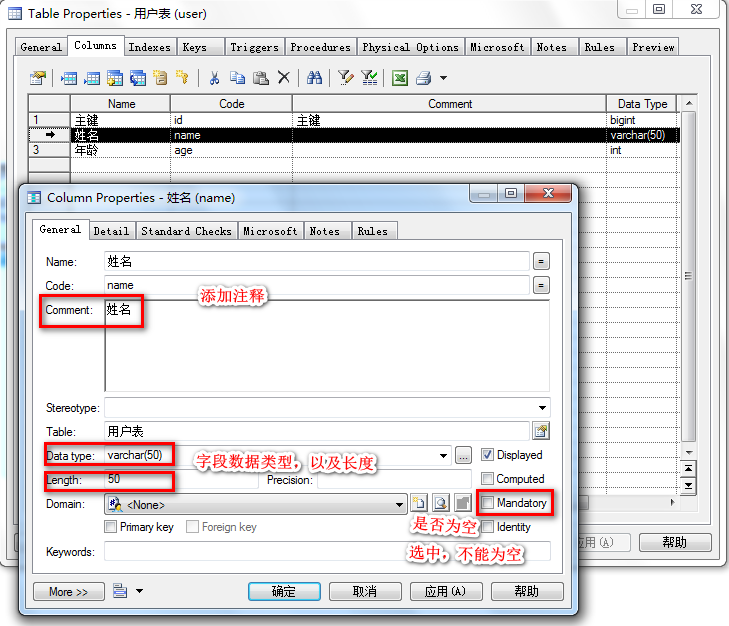 Table Properties - 用户表 (user)
General Columns Indexes Keys Triggers Procedures Physical Options Microsoft Notes Rules Preview
Name Code Comment Data Type
1 主键 id 主键 bigint
姓名 name varchar(50)
3 年龄 age int
Column Properties - 姓名 (name)
General Detail Standard Checks Microsoft Notes Rules
Name: 姓名 =
Code: name =
添加注释
Comment: 姓名
Stereotype:
Table: 用户表
Data type: varchar(50) ... Displayed
字段数据类型，以及长度
Length: 50 Precision: Computed
Domain: <None> Mandatory
Primary key Foreign key 是否为空 Identity
选中，不能为空
Keywords:
More >> 确定 取消 应用(A) 帮助
应用(A) 帮助